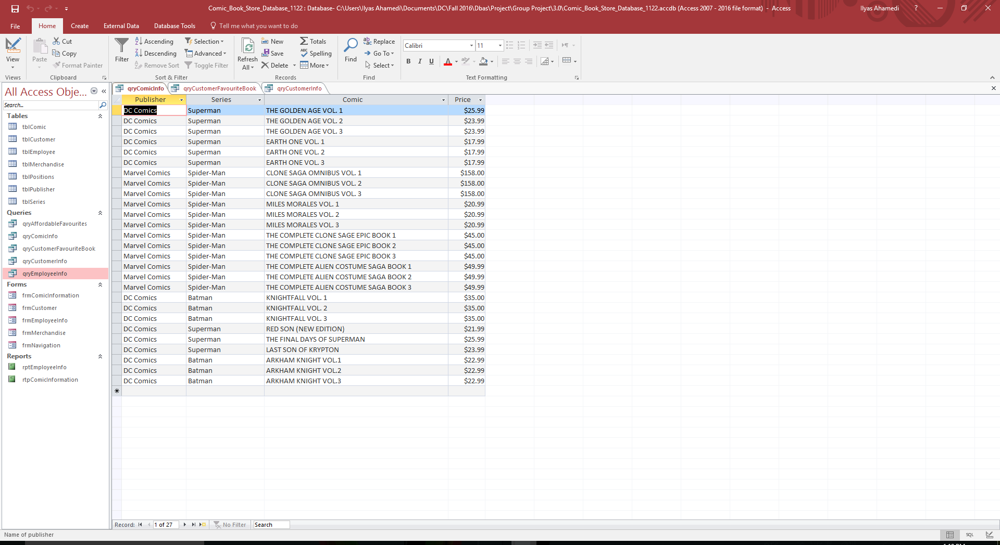 Comic_Book_Store_Database_1122 : Database- C:\Users\Ilyas Ahamedi\Documents\DC\Fall 2016\Dbas\Project\Group Project\3.0\Comic_Book_Store_Database_1122.accdb (Access 2007 - 2016 file format) - Access
Ilyas Ahamedi ?
File Home Create External Data Database Tools Tell me what you want to do
View
Views
Paste
Cut
Copy
Format Painter
Clipboard
Filter
Ascending
Descending
Remove Sort
Selection
Advanced
Toggle Filter
Sort & Filter
Refresh
All
New
Save
Delete
Totals
Spelling
More
Records
Find
Replace
Go To
Select
Find
Calibri 11
B I U A
Text Formatting
All Access Obje...
Search...
Tables
tblComic
tblCustomer
tblEmployee
tblMerchandise
tblPositions
tblPublisher
tblSeries
Queries
qryAffordableFavourites
qryComicInfo
qryCustomerFavouriteBook
qryCustomerInfo
qryEmployeeInfo
Forms
frmComicInformation
frmCustomer
frmEmployeeInfo
frmMerchandise
frmNavigation
Reports
rptEmployeeInfo
rtpComicInformation
qryComicInfo qryCustomerFavouriteBook qryCustomerInfo
Publisher Series Comic Price
DC Comics Superman THE GOLDEN AGE VOL. 1 $25.99
DC Comics Superman THE GOLDEN AGE VOL. 2 $23.99
DC Comics Superman THE GOLDEN AGE VOL. 3 $23.99
DC Comics Superman EARTH ONE VOL. 1 $17.99
DC Comics Superman EARTH ONE VOL. 2 $17.99
DC Comics Superman EARTH ONE VOL. 3 $17.99
Marvel Comics Spider-Man CLONE SAGA OMNIBUS VOL. 1 $158.00
Marvel Comics Spider-Man CLONE SAGA OMNIBUS VOL. 2 $158.00
Marvel Comics Spider-Man CLONE SAGA OMNIBUS VOL. 3 $158.00
Marvel Comics Spider-Man MILES MORALES VOL. 1 $20.99
Marvel Comics Spider-Man MILES MORALES VOL. 2 $20.99
Marvel Comics Spider-Man MILES MORALES VOL. 3 $20.99
Marvel Comics Spider-Man THE COMPLETE CLONE SAGE EPIC BOOK 1 $45.00
Marvel Comics Spider-Man THE COMPLETE CLONE SAGE EPIC BOOK 2 $45.00
Marvel Comics Spider-Man THE COMPLETE CLONE SAGE EPIC BOOK 3 $45.00
Marvel Comics Spider-Man THE COMPLETE ALIEN COSTUME SAGA BOOK 1 $49.99
Marvel Comics Spider-Man THE COMPLETE ALIEN COSTUME SAGA BOOK 2 $49.99
Marvel Comics Spider-Man THE COMPLETE ALIEN COSTUME SAGA BOOK 3 $49.99
DC Comics Batman KNIGHTFALL VOL. 1 $35.00
DC Comics Batman KNIGHTFALL VOL. 2 $35.00
DC Comics Batman KNIGHTFALL VOL. 3 $35.00
DC Comics Superman RED SON (NEW EDITION) $21.99
DC Comics Superman THE FINAL DAYS OF SUPERMAN $25.99
DC Comics Superman LAST SON OF KRYPTON $23.99
DC Comics Batman ARKHAM KNIGHT VOL.1 $22.99
DC Comics Batman ARKHAM KNIGHT VOL.2 $22.99
DC Comics Batman ARKHAM KNIGHT VOL.3 $22.99
Record: 1 of 27 No Filter Search
Name of publisher SQL